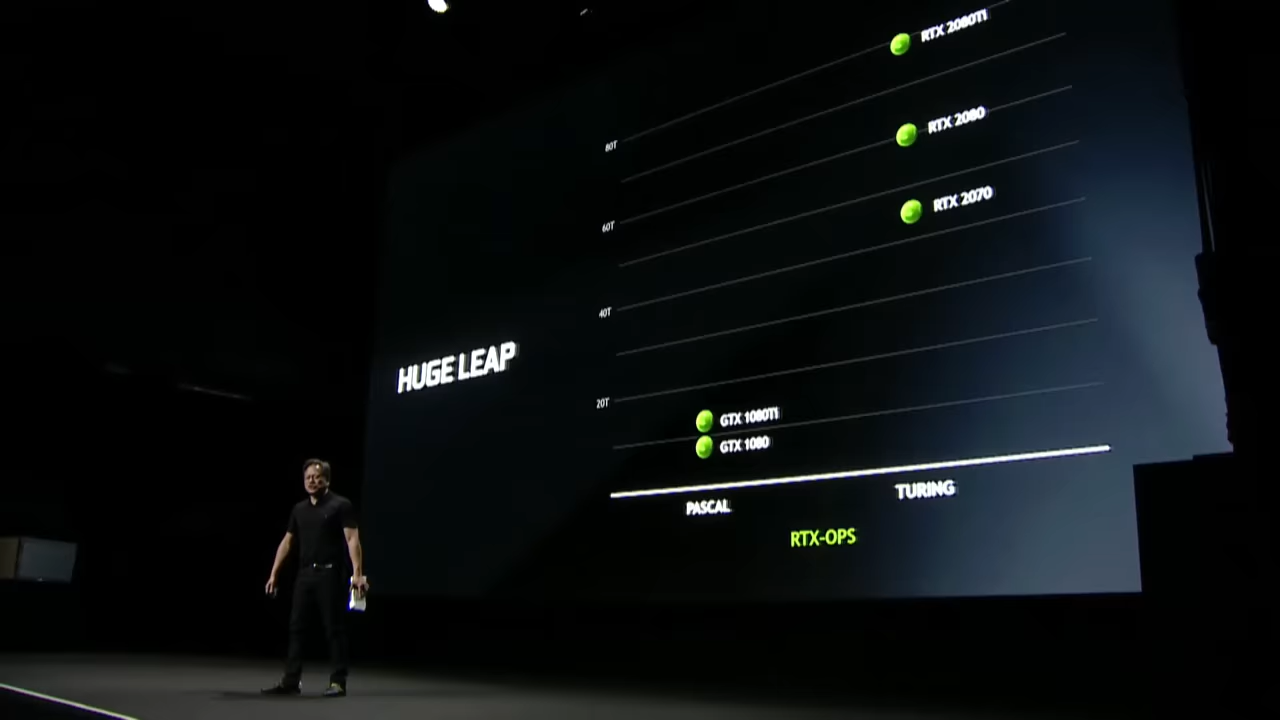 RTX 2080TI
RTX 2080
RTX 2070
80T
60T
40T
20T
HUGE LEAP
GTX 1080TI
GTX 1080
PASCAL
TURING
RTX-OPS